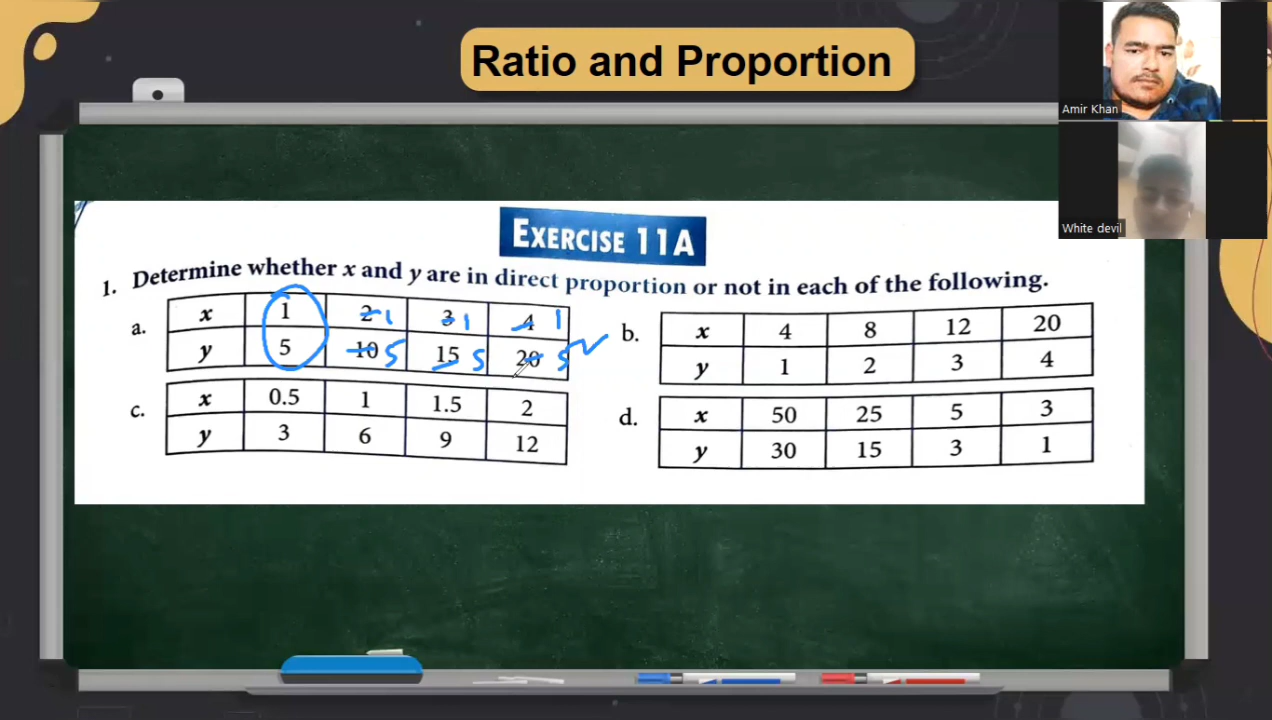 Ratio and Proportion
Amir Khan
White devil
EXERCISE 11A
1. Determine whether x and y are in direct proportion or not in each of the following.
a.
x 1 2 1 3 1 4 1
y 5 10 5 15 5 20 5
b.
x 4 8 12 20
y 1 2 3 4
c.
x 0.5 1 1.5 2
y 3 6 9 12
d.
x 50 25 5 3
y 30 15 3 1